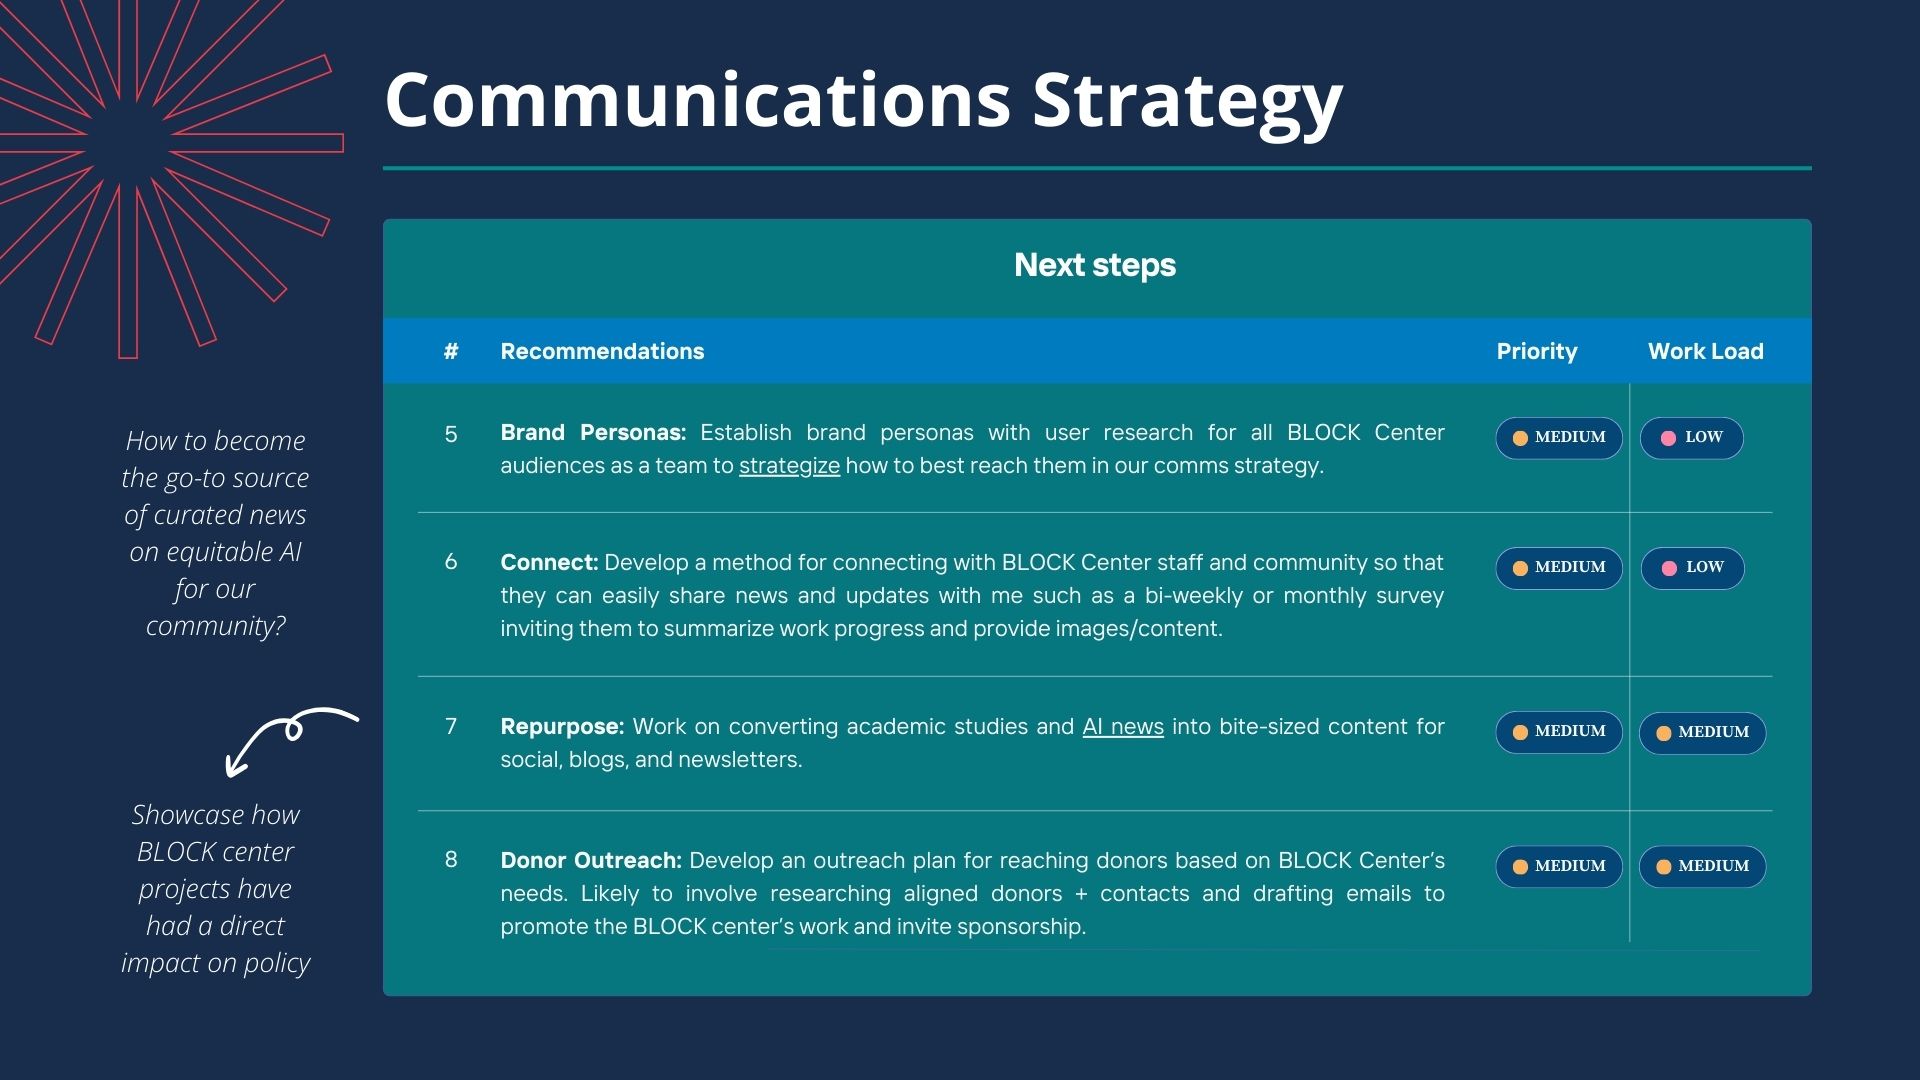 Communications Strategy
How to become
the go-to source
of curated news
on equitable AI
for our
community?
Showcase how
BLOCK center
projects have
had a direct
impact on policy
Next steps
# Recommendations Priority Work Load
5 Brand Personas: Establish brand personas with user research for all BLOCK Center MEDIUM LOW
audiences as a team to strategize how to best reach them in our comms strategy.
6 Connect: Develop a method for connecting with BLOCK Center staff and community so that MEDIUM LOW
they can easily share news and updates with me such as a bi-weekly or monthly survey
inviting them to summarize work progress and provide images/content.
7 Repurpose: Work on converting academic studies and AI news into bite-sized content for MEDIUM MEDIUM
social, blogs, and newsletters.
8 Donor Outreach: Develop an outreach plan for reaching donors based on BLOCK Center’s MEDIUM MEDIUM
needs. Likely to involve researching aligned donors + contacts and drafting emails to
promote the BLOCK center’s work and invite sponsorship.